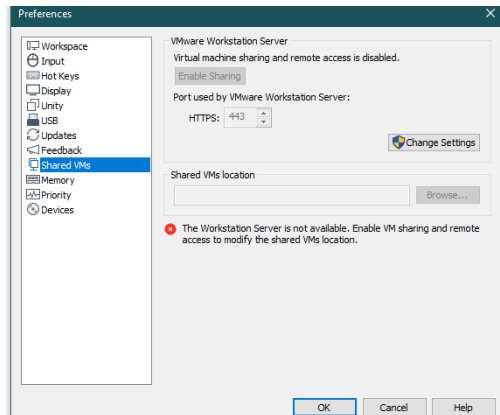 Preferences
Workspace
Input
Hot Keys
Display
Unity
USB
Updates
Feedback
Shared VMs
Memory
Priority
Devices
VMware Workstation Server
Virtual machine sharing and remote access is disabled.
Enable Sharing
Port used by VMware Workstation Server:
HTTPS: 443
Change Settings
Shared VMs location
Browse...
The Workstation Server is not available. Enable VM sharing and remote
access to modify the shared VMs location.
OK Cancel Help